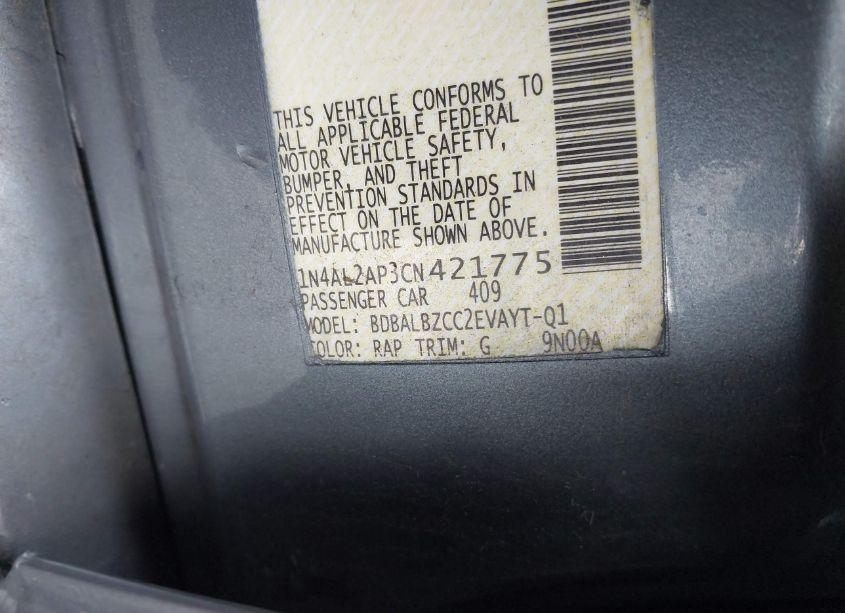 THIS VEHICLE CONFORMS TO
ALL APPLICABLE FEDERAL
MOTOR VEHICLE SAFETY,
BUMPER, AND THEFT
PREVENTION STANDARDS IN
EFFECT ON THE DATE OF
MANUFACTURE SHOWN ABOVE.
1N4AL2AP3CN421775
PASSENGER CAR 409
MODEL: BDBALBZCC2EVAYT-Q1
COLOR: RAP TRIM: G 9N00A